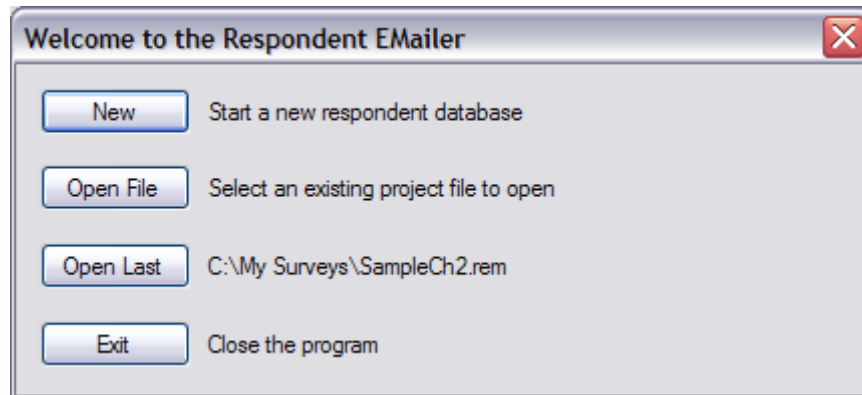 Welcome to the Respondent EMailer
New Start a new respondent database
Open File Select an existing project file to open
Open Last C:\My Surveys\SampleCh2.rem
Exit Close the program